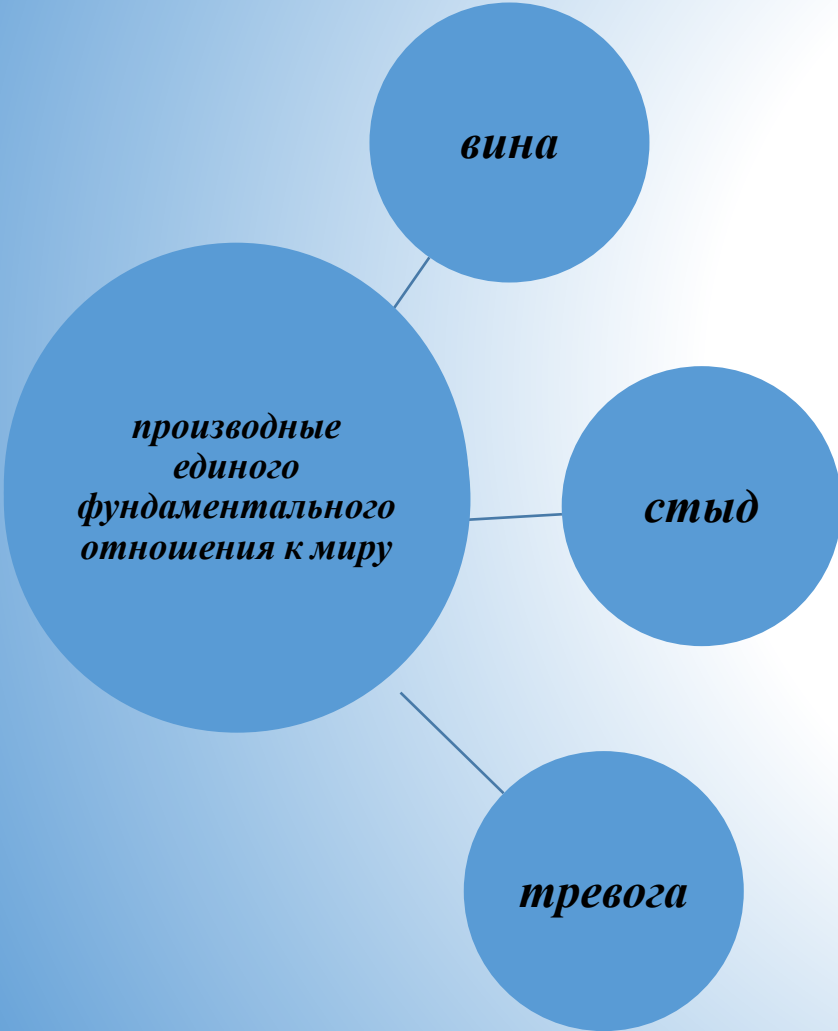 вина
производные
единого
фундаментального
отношения к миру
стыд
тревога